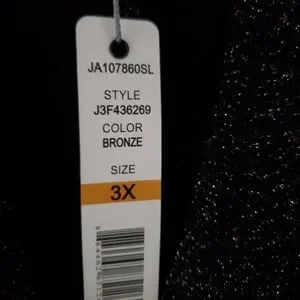 JA107860SL
STYLE
J3F436269
COLOR
BRONZE
SIZE
3X